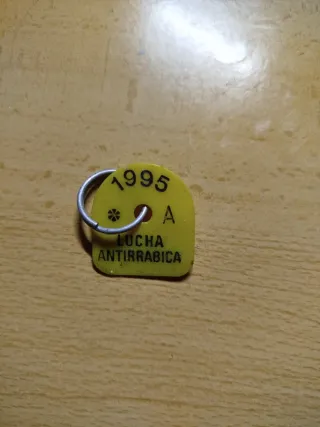 1995
* A
LUCHA
ANTIRRABICA